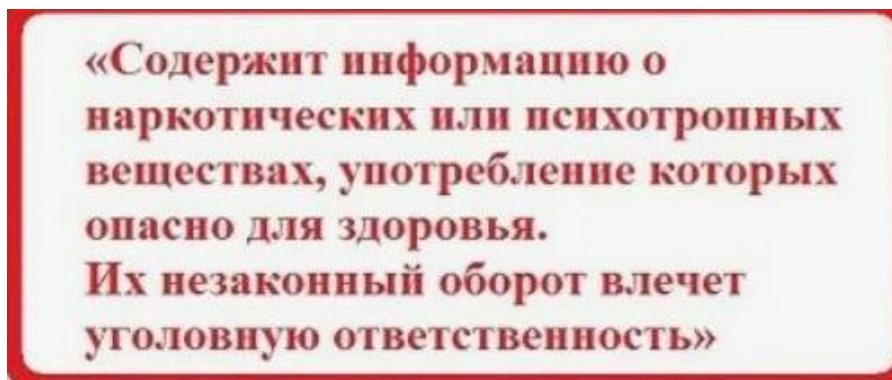 «Содержит информацию о
наркотических или психотропных
веществах, употребление которых
опасно для здоровья.
Их незаконный оборот влечет
уголовную ответственность»